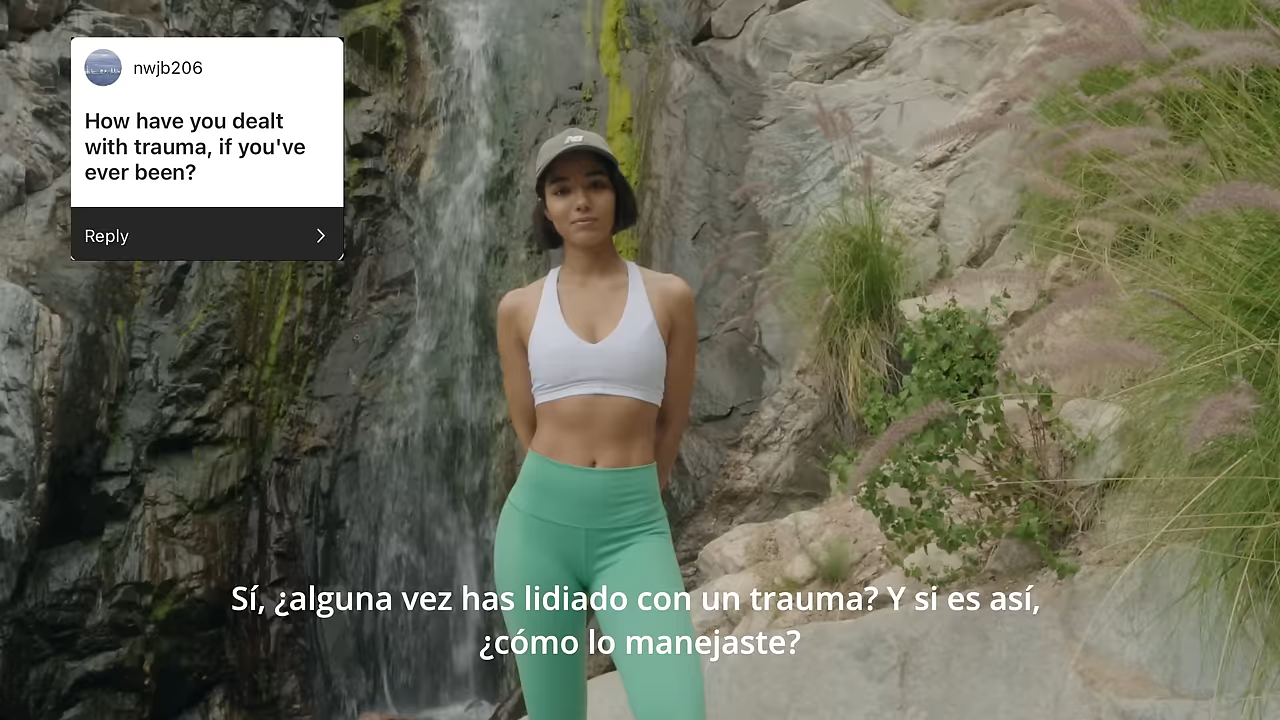 nwjb206
How have you dealt
with trauma, if you've
ever been?
Reply
Sí, ¿alguna vez has lidiado con un trauma? Y si es así,
¿cómo lo manejaste?